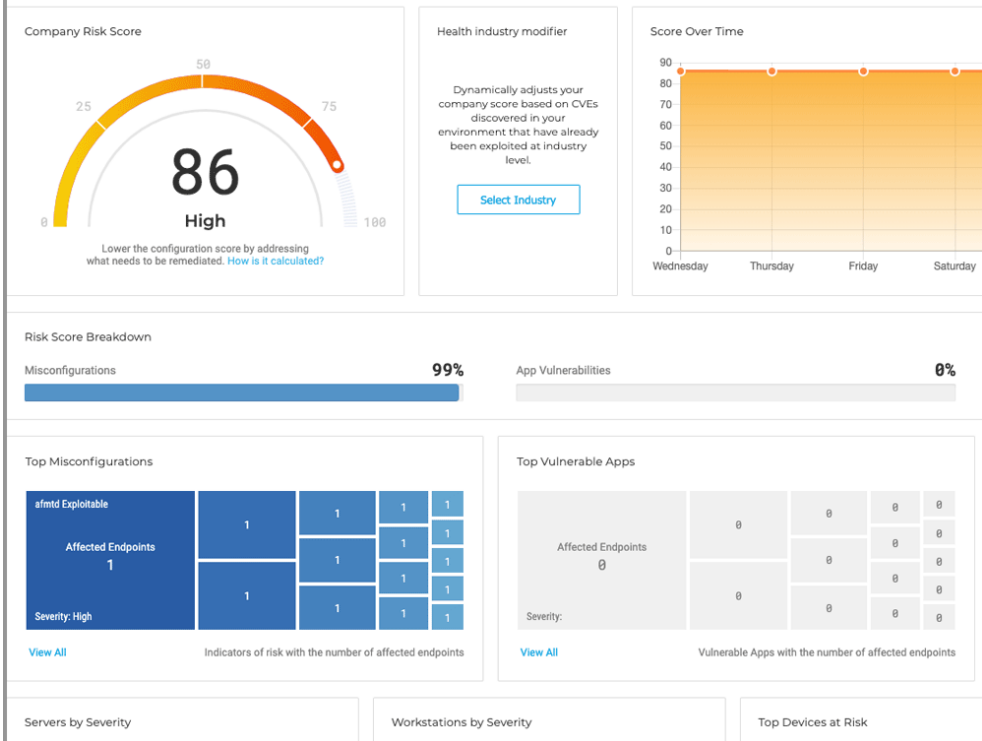 Company Risk Score
50
25
75
86
0
100
High
Lower the configuration score by addressing
what needs to be remediated. How is it calculated?
Health industry modifier
Dynamically adjusts your
company score based on CVEs
discovered in your
environment that have already
been exploited at industry
level.
Select Industry
Score Over Time
90
80
70
60
50
40
30
20
10
0
Wednesday Thursday Friday Saturday
Risk Score Breakdown
Misconfigurations 99%
App Vulnerabilities 0%
Top Misconfigurations
afmtd Exploitable
Affected Endpoints
1
Severity: High
1
1
1
1
1
1
1
1
1
1
1
1
1
1
View All
Indicators of risk with the number of affected endpoints
Top Vulnerable Apps
Affected Endpoints
0
Severity:
0
0
0
0
0
0
0
0
0
0
0
0
0
0
View All
Vulnerable Apps with the number of affected endpoints
Servers by Severity
Workstations by Severity
Top Devices at Risk